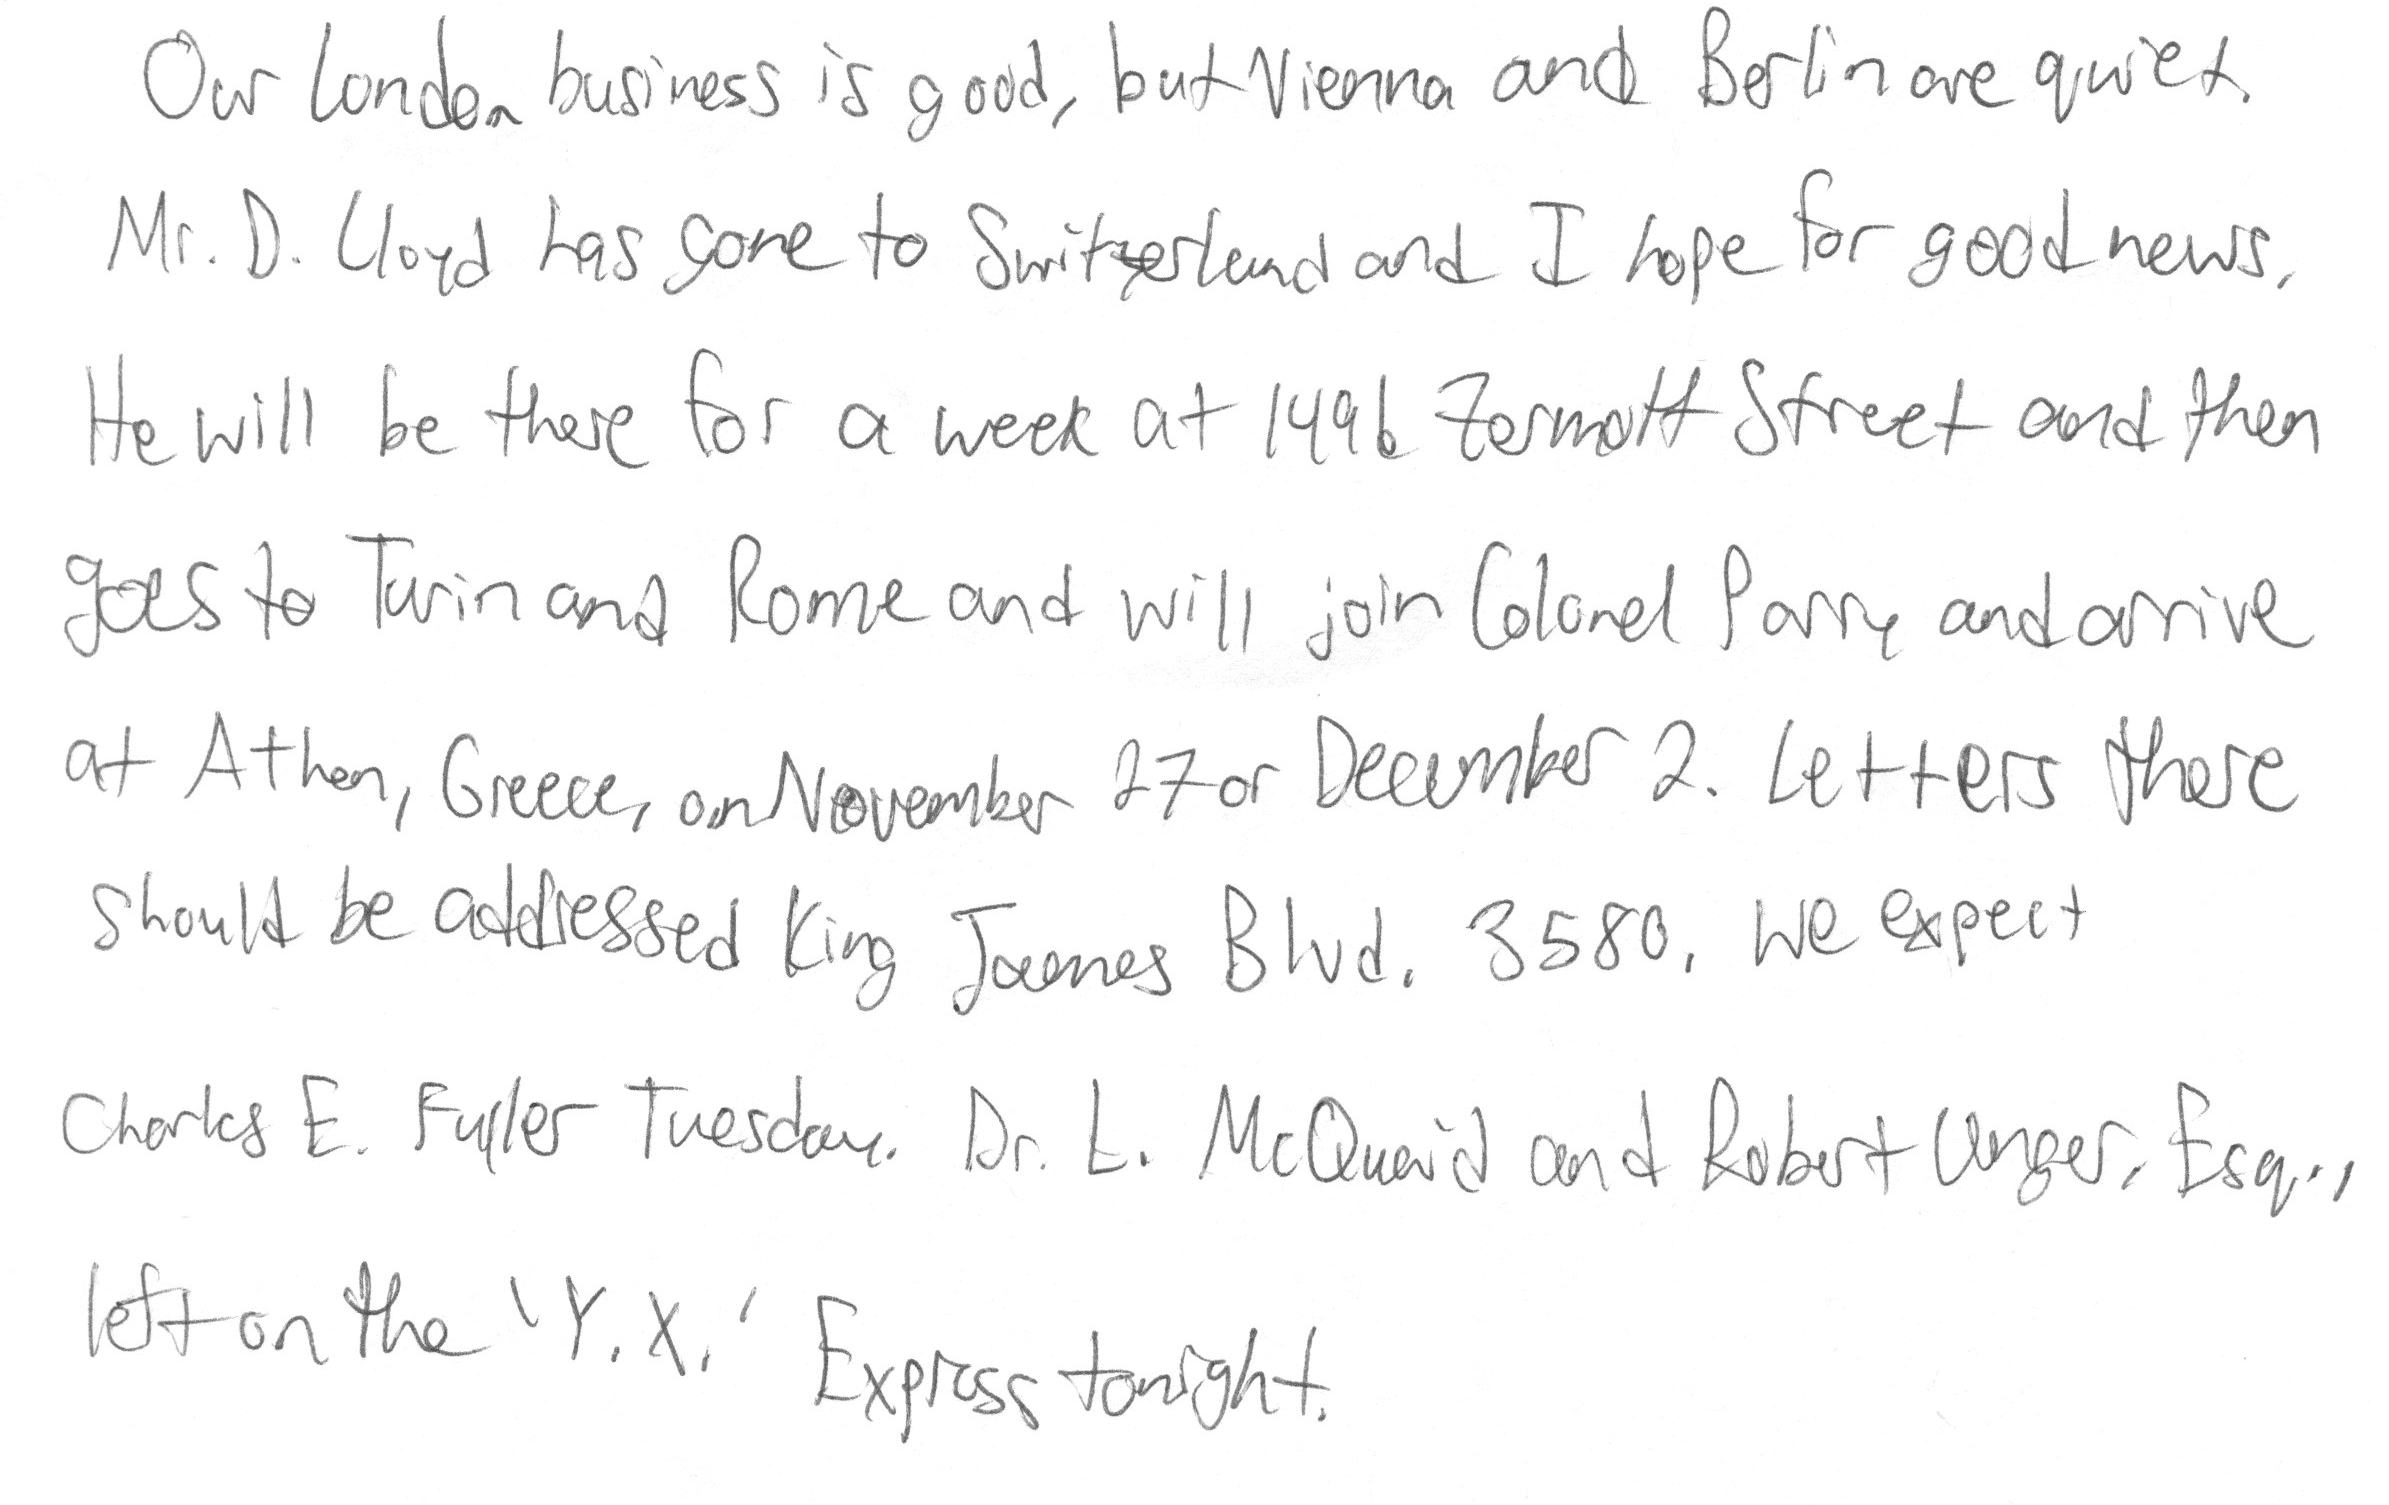 Our London business is good, but Vienna and Berlin are quiet.
Mr. D. Lloyd has gone to Switzerland and I hope for good news.
He will be there for a week at 1496 Zermott Street and then
goes to Turin and Rome and will join Colonel Parry and arrive
at Athen, Greece, on November 27 or December 2. Letters there
should be addressed King James Blvd. 3580. We expect
Charles E. Fuller Tuesday. Dr. L. McQuaid and Robert Unger, Esq.,
left on the 'Y.X.' Express tonight.